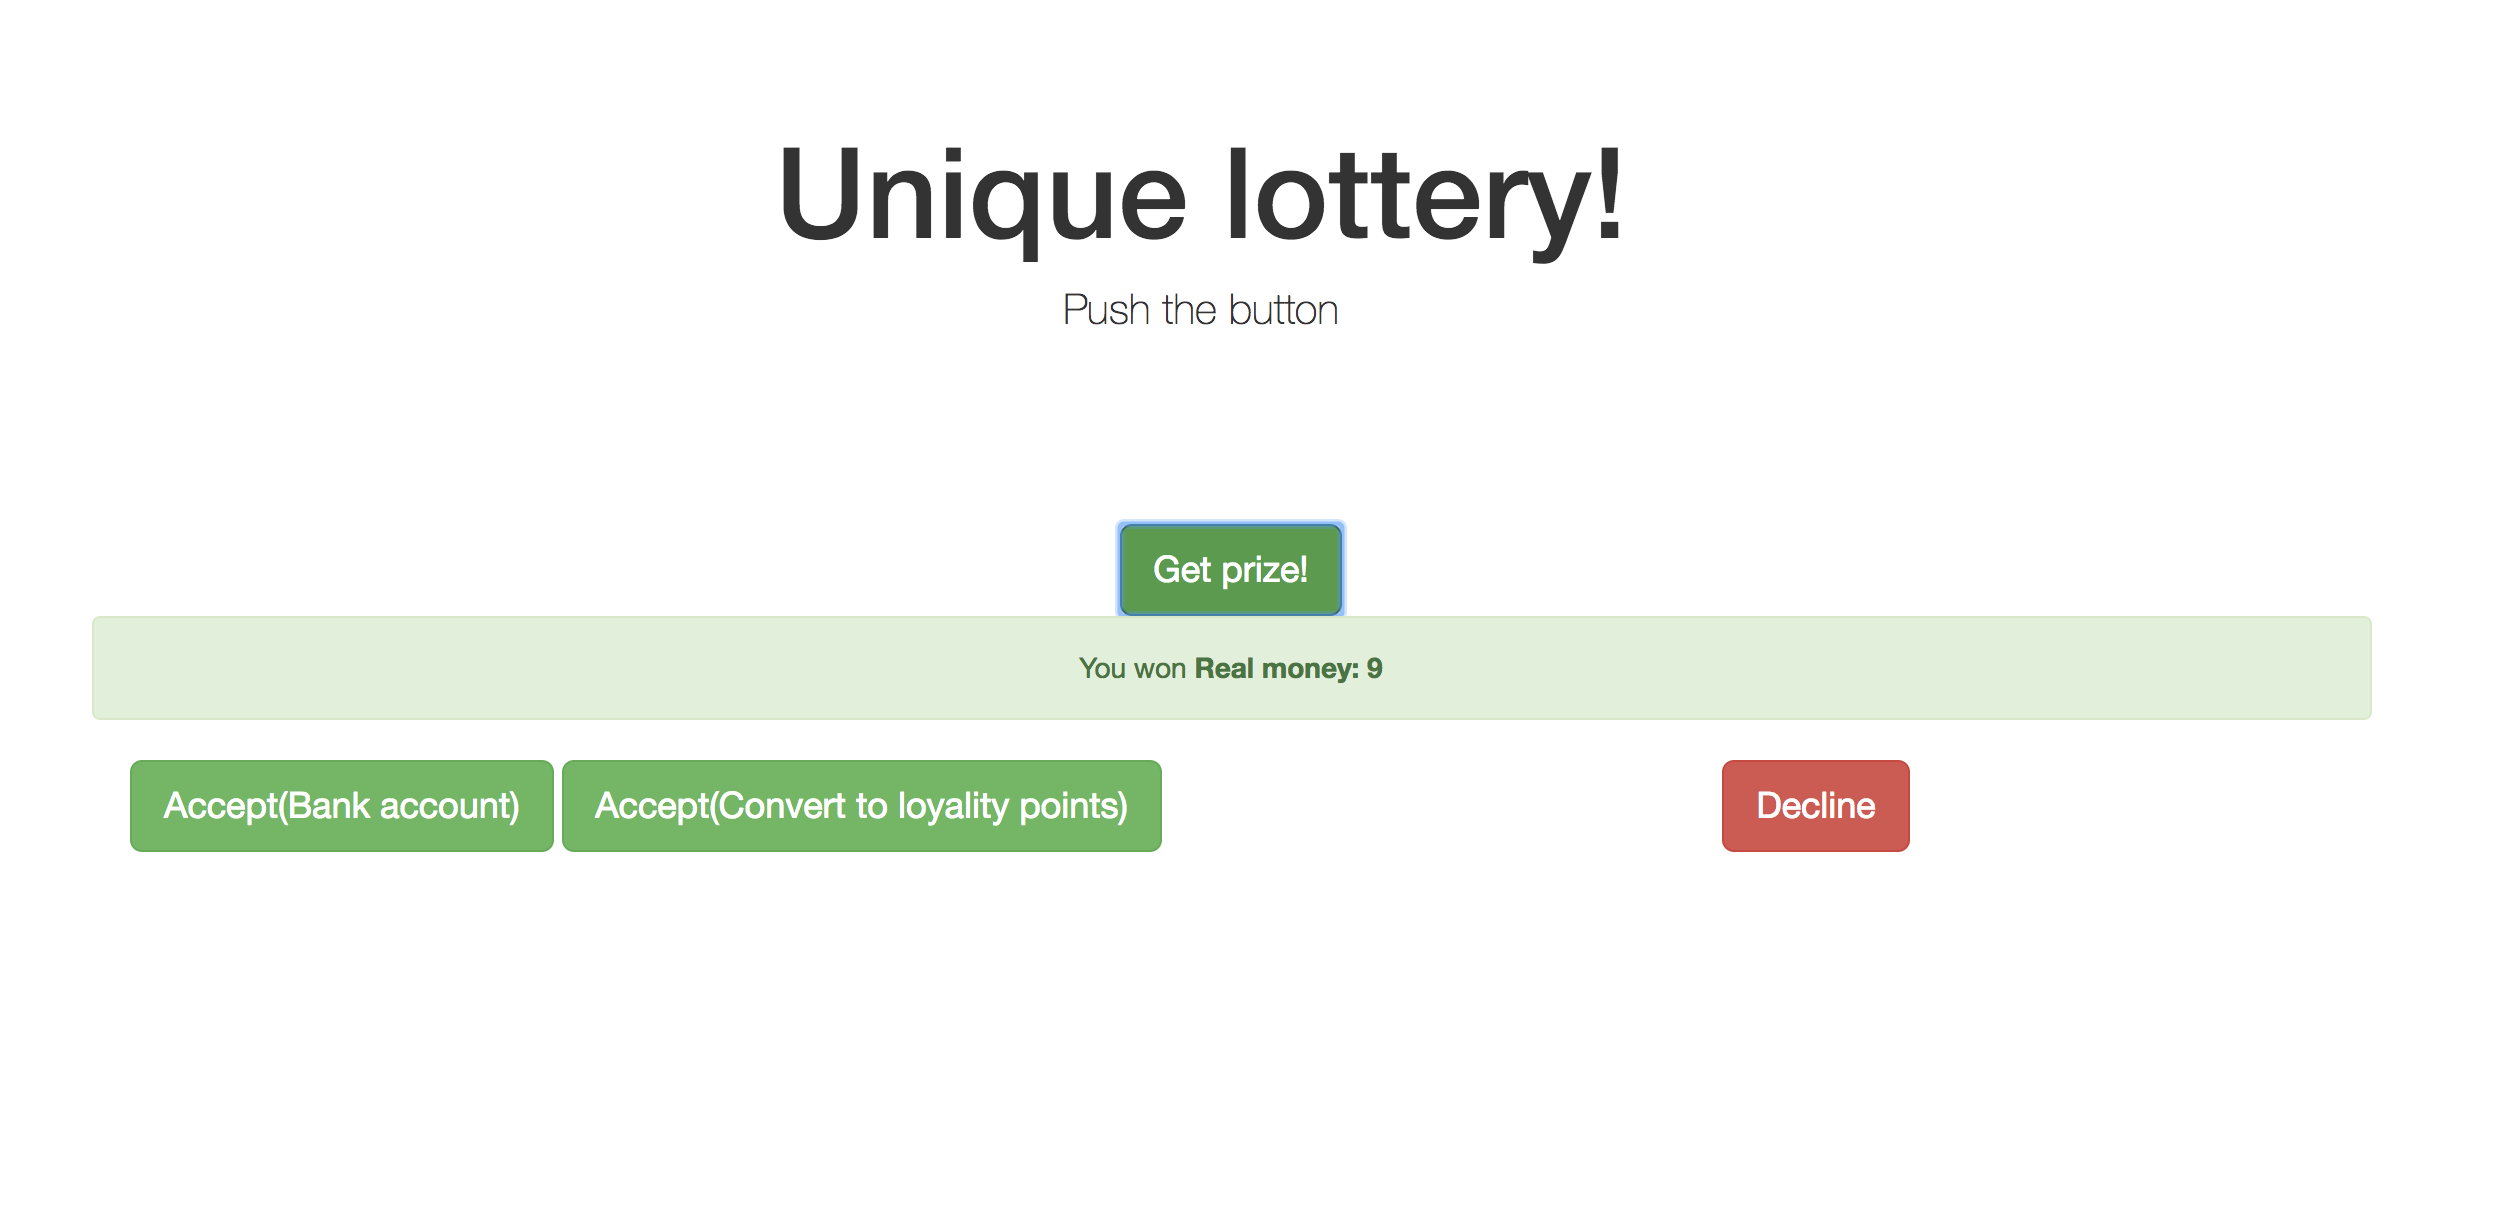 Unique lottery!
Push the button
Get prize!
You won Real money: 9
Accept(Bank account) Accept(Convert to loyality points) Decline